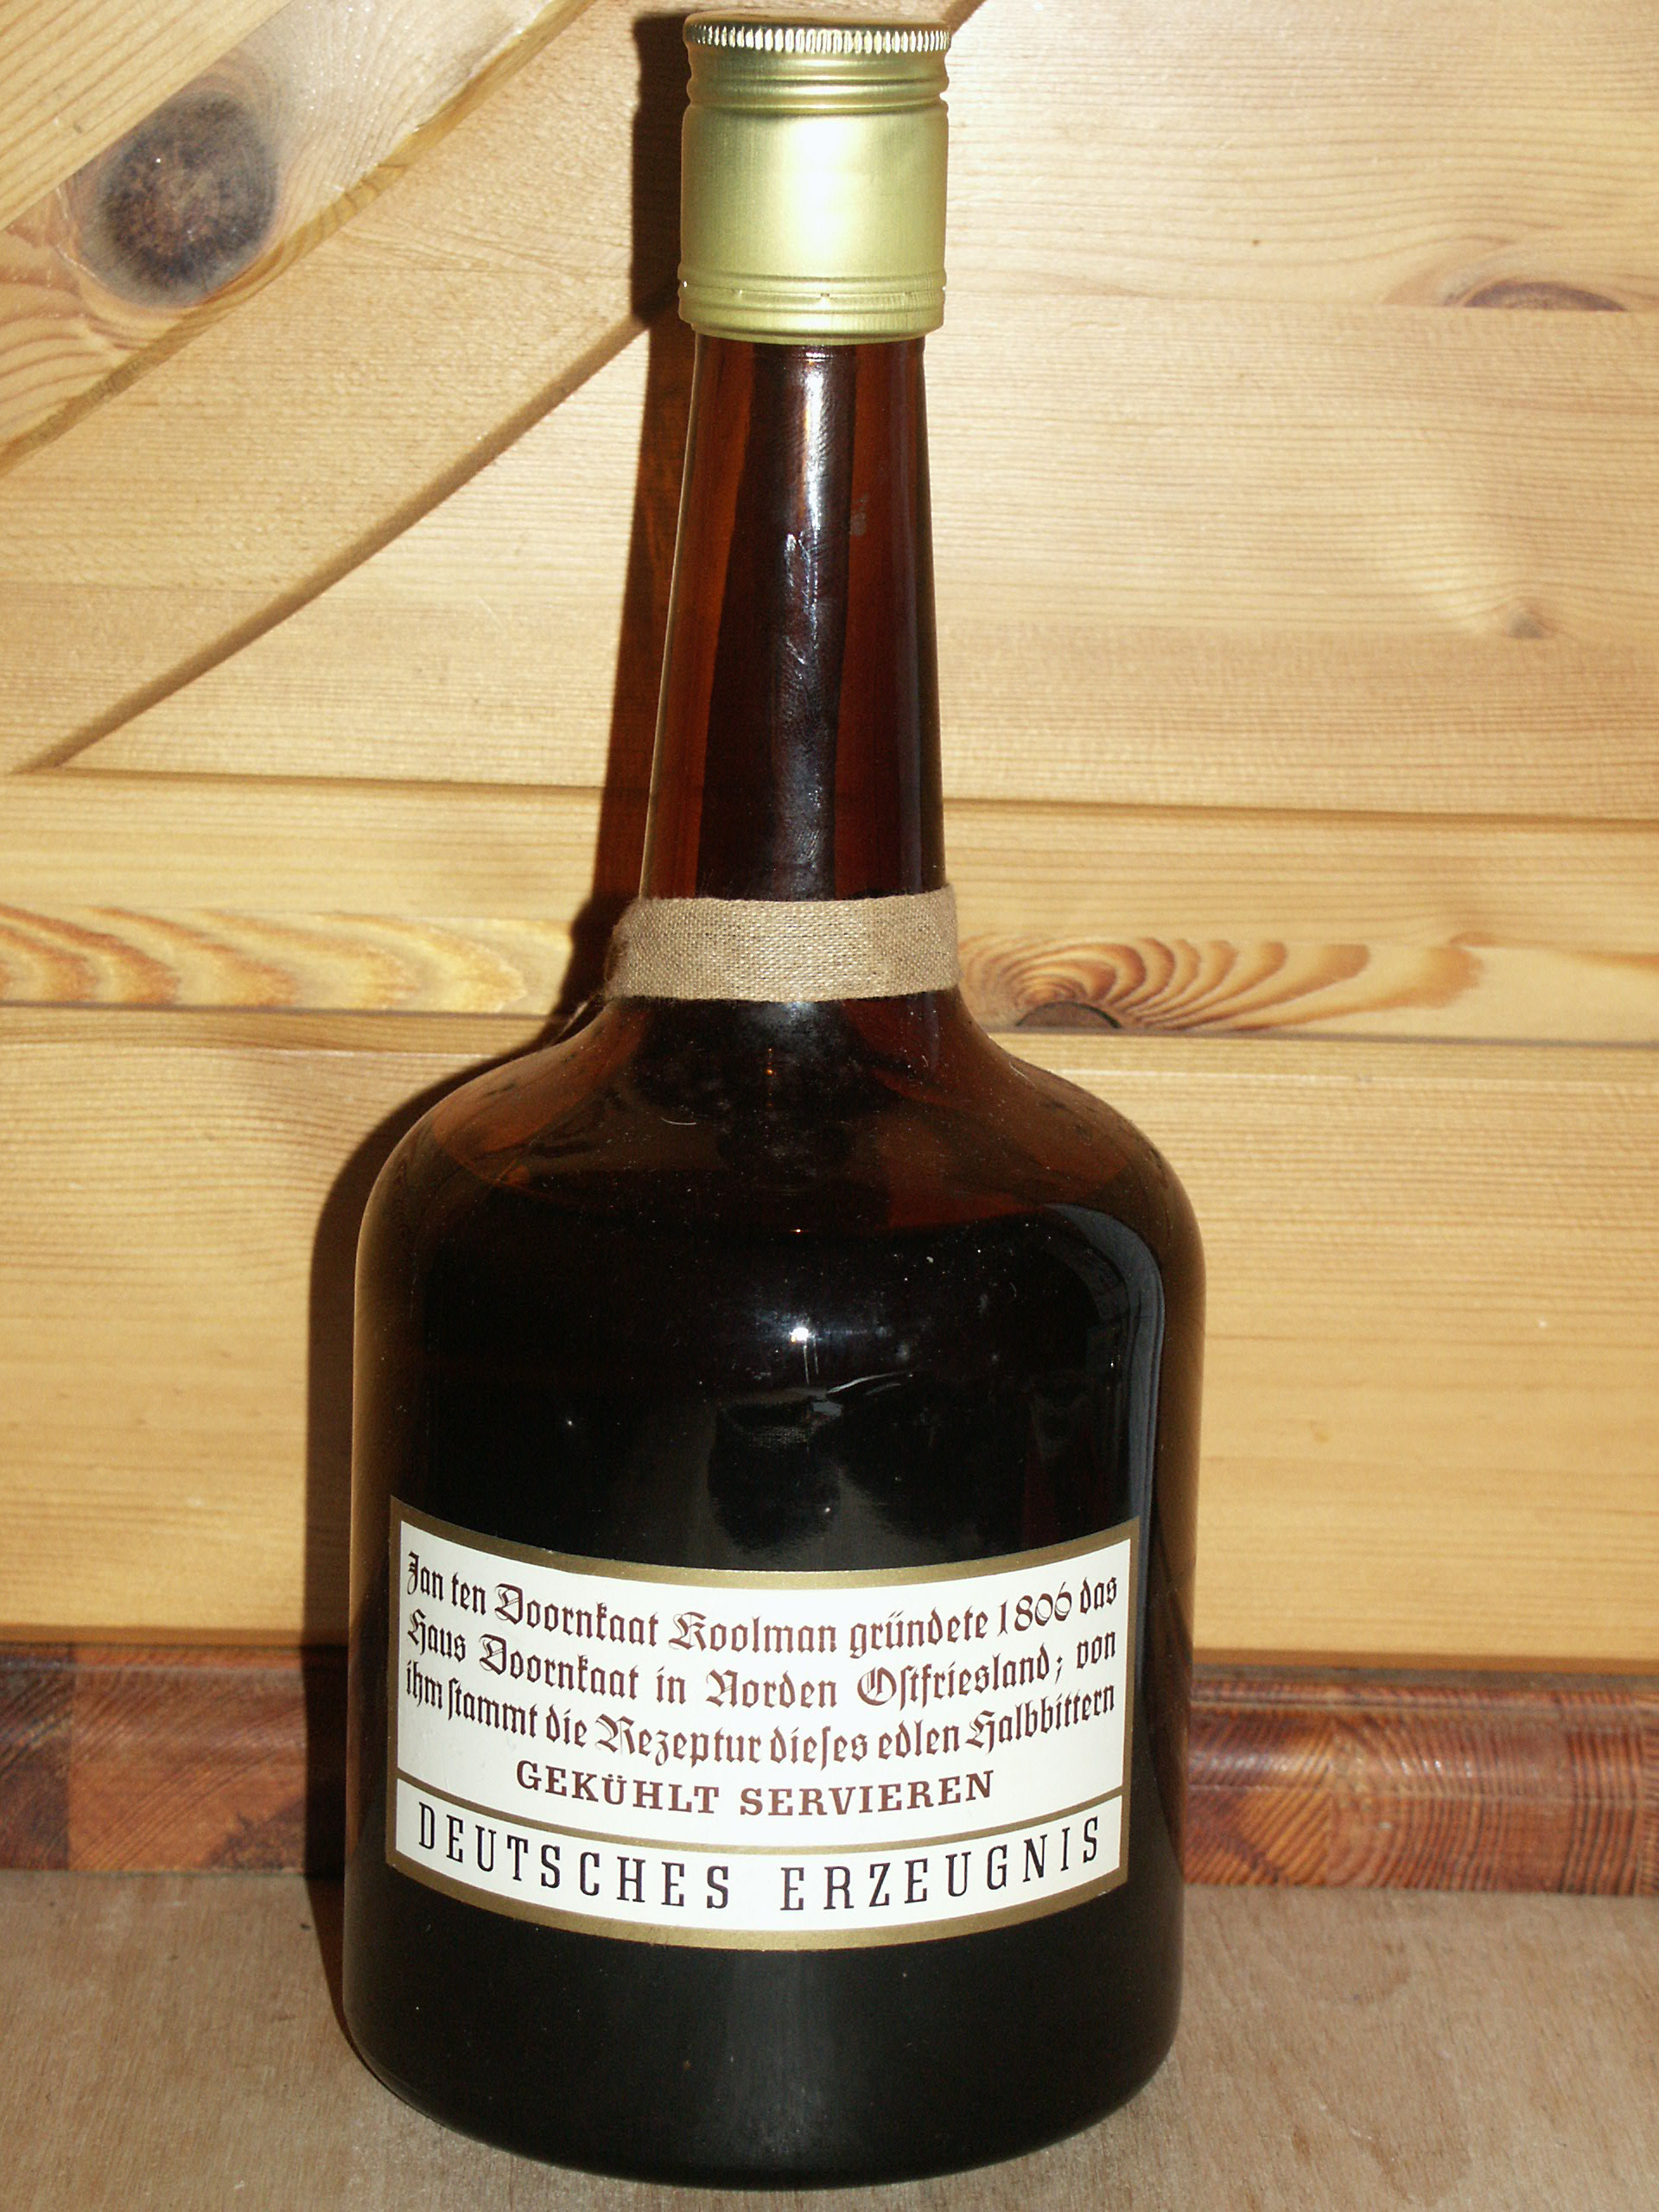 Jan ten Doornkaat Koolman gründete 1806 das
Haus Doornkaat in Norden Oſtfriesland; von
ihm ſtammt die Rezeptur dieſes edlen Halbbittern
GEKÜHLT SERVIEREN
DEUTSCHES ERZEUGNIS